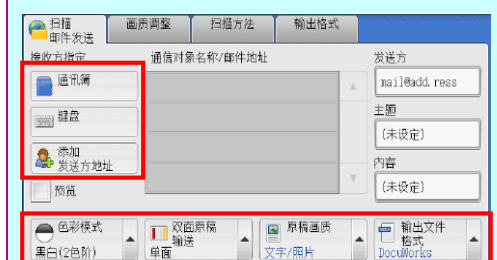 扫描
邮件发送
画质调整
扫描方法
输出格式
接收方指定
通信对象名称/邮件地址
发送方
通讯簿
mail@add.ress
键盘
主题
(未设定)
添加
发送方地址
内容
(未设定)
预览
色彩模式
黑白(2色阶)
双面原稿
输送
单面
原稿画质
文字/照片
输出文件
格式
DocuWorks